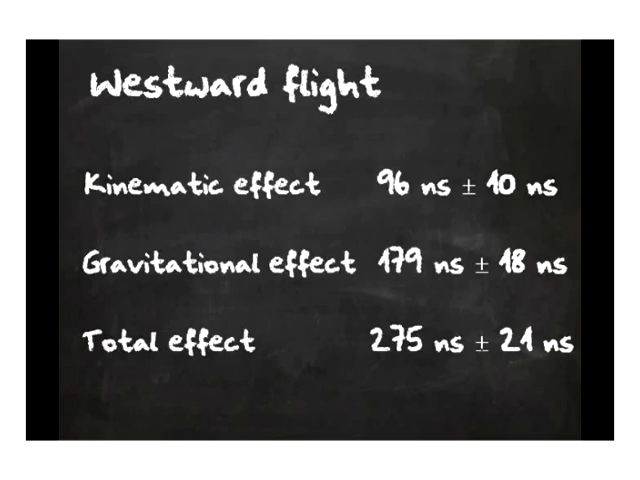 Westward flight
Kinematic effect 96 ns ± 10 ns
Gravitational effect 179 ns ± 18 ns
Total effect 275 ns ± 21 ns